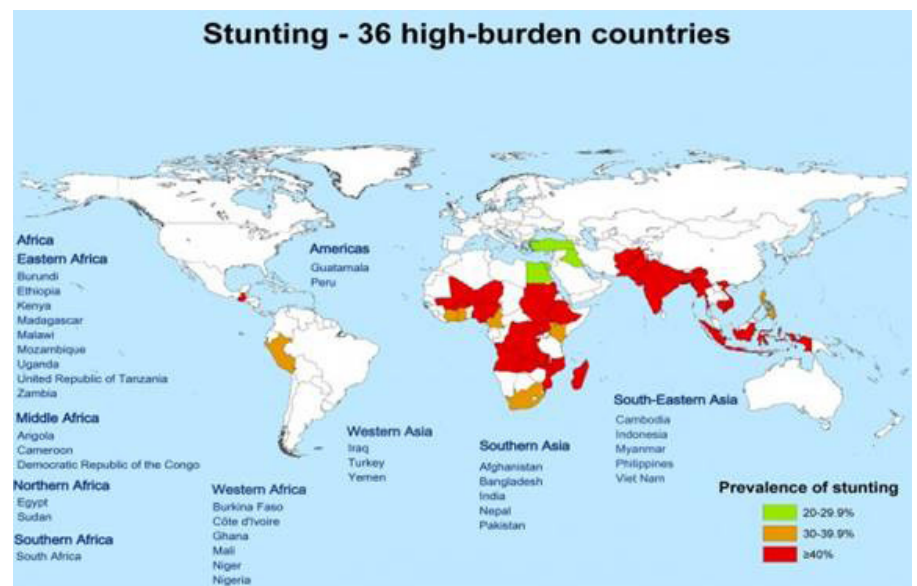 Stunting - 36 high-burden countries
Africa
Eastern Africa
Burundi
Ethiopia
Kenya
Madagascar
Malawi
Mozambique
Uganda
United Republic of Tanzania
Zambia
Middle Africa
Angola
Cameroon
Democratic Republic of the Congo
Northern Africa
Egypt
Sudan
Southern Africa
South Africa
Americas
Guatamala
Peru
Western Africa
Burkina Faso
Côte d'Ivoire
Ghana
Mali
Niger
Nigeria
Western Asia
Iraq
Turkey
Yemen
Southern Asia
Afghanistan
Bangladesh
India
Nepal
Pakistan
South-Eastern Asia
Cambodia
Indonesia
Myanmar
Philippines
Viet Nam
Prevalence of stunting
20-29.9%
30-39.9%
≥40%